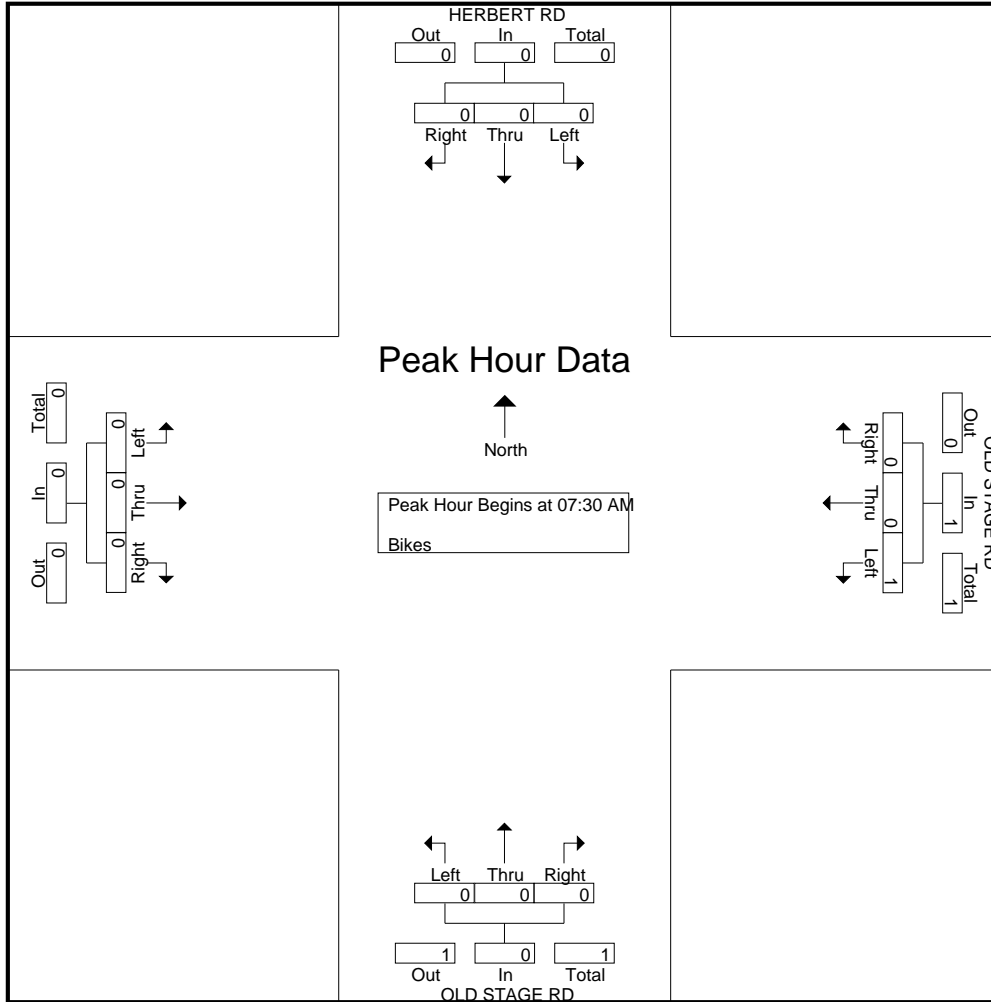 HERBERT RD
Out In Total
0 0 0
0 0 0
Right Thru Left
Peak Hour Data
North
Peak Hour Begins at 07:30 AM
Bikes
Total In Out
0 0 0
0 0 0
Left Thru Right
Right Thru Left
0 0 1
Out In Total
0 1 1
OLD STAGE RD
Left Thru Right
0 0 0
1 0 1
Out In Total
OLD STAGE RD